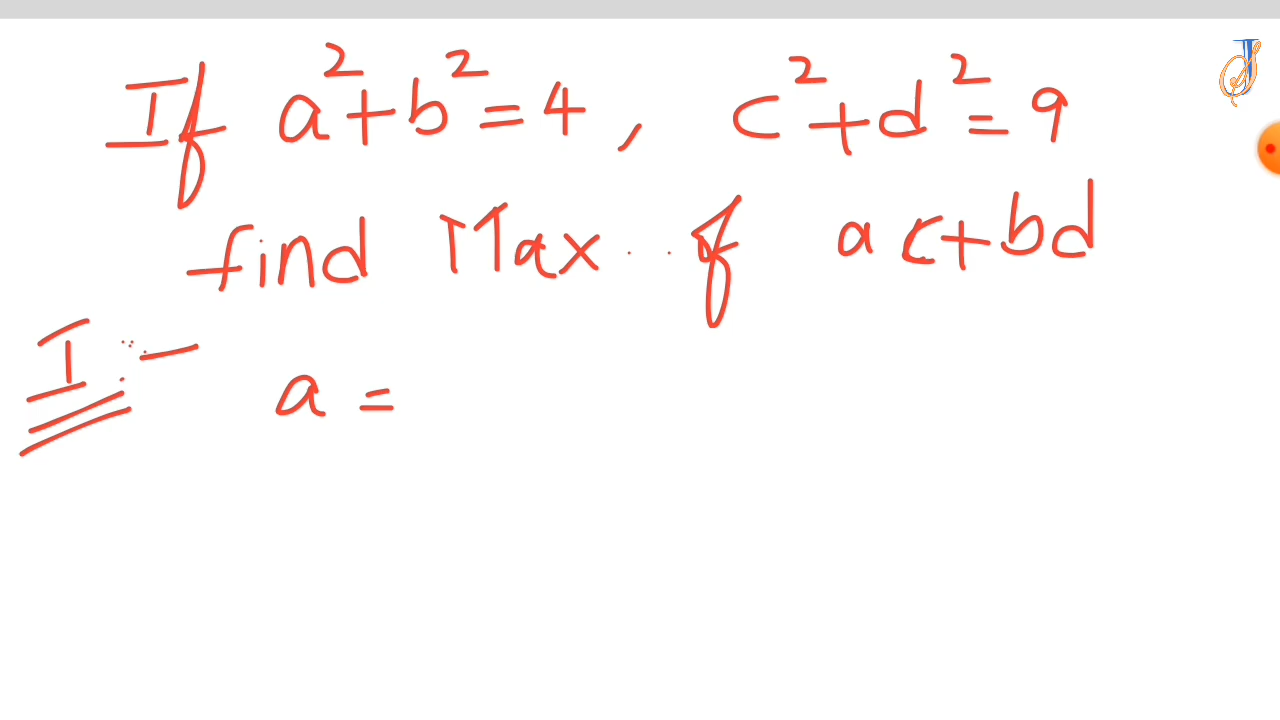 If a²+b²=4, c²+d²=9
find Max. of ac+bd
I:- a=